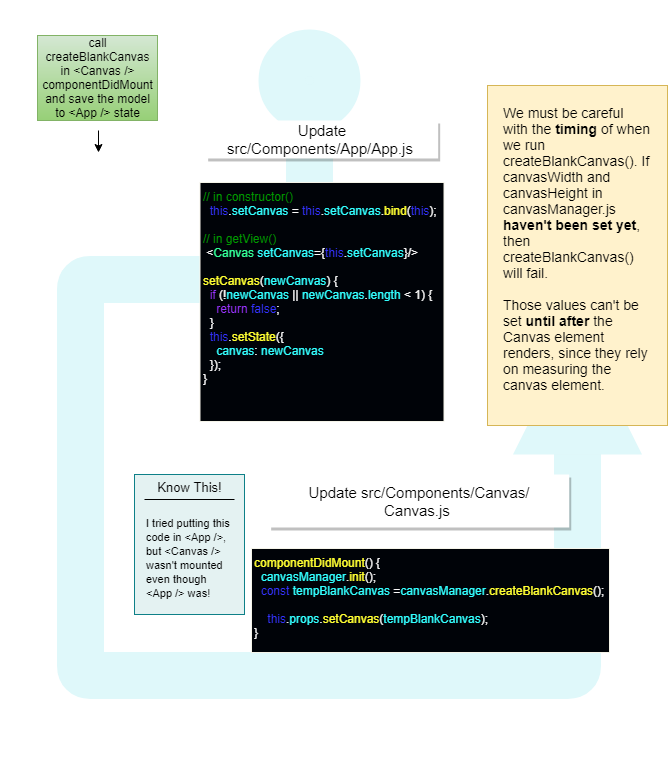 call
createBlankCanvas
in <Canvas />
componentDidMount
and save the model
to <App /> state
Update
src/Components/App/App.js
// in constructor()
this.setCanvas = this.setCanvas.bind(this);
// in getView()
<Canvas setCanvas={this.setCanvas}/>
setCanvas(newCanvas) {
if (!newCanvas || newCanvas.length < 1) {
return false;
}
this.setState({
canvas: newCanvas
});
}
We must be careful
with the timing of when
we run
createBlankCanvas(). If
canvasWidth and
canvasHeight in
canvasManager.js
haven't been set yet,
then
createBlankCanvas()
will fail.
Those values can't be
set until after the
Canvas element
renders, since they rely
on measuring the
canvas element.
Know This!
I tried putting this
code in <App />,
but <Canvas />
wasn't mounted
even though
<App /> was!
Update src/Components/Canvas/
Canvas.js
componentDidMount() {
canvasManager.init();
const tempBlankCanvas =canvasManager.createBlankCanvas();
this.props.setCanvas(tempBlankCanvas);
}